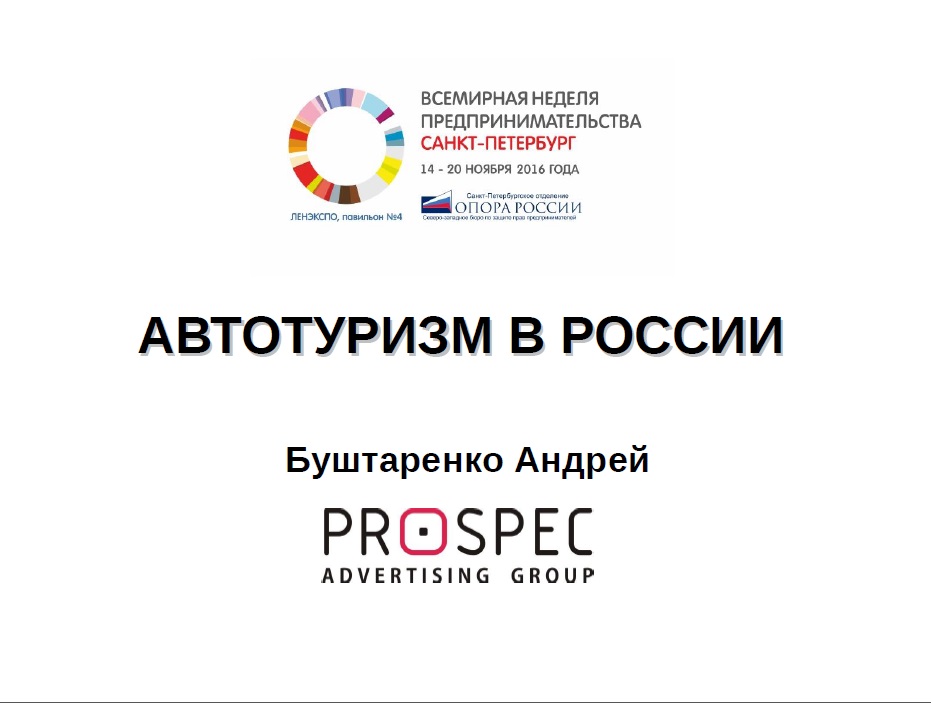 ВСЕМИРНАЯ НЕДЕЛЯ
ПРЕДПРИНИМАТЕЛЬСТВА
САНКТ-ПЕТЕРБУРГ
14 - 20 НОЯБРЯ 2016 ГОДА
ЛЕНЭКСПО, павильон №4
Санкт-Петербургское отделение
ОПОРА РОССИИ
Северо-западное бюро по защите прав предпринимателей
АВТОТУРИЗМ В РОССИИ
Буштаренко Андрей
PROSPEC
ADVERTISING GROUP